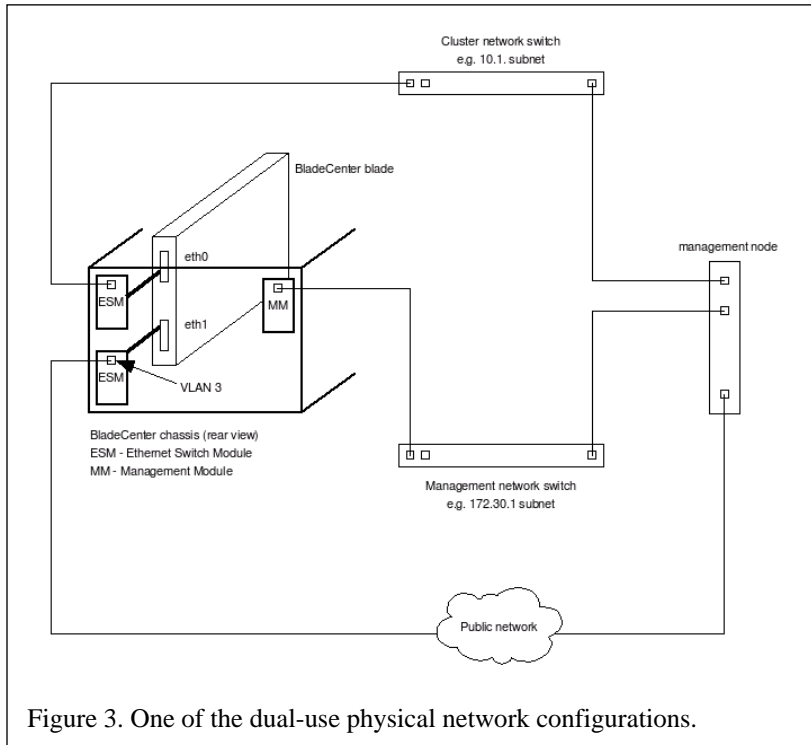 Cluster network switch
e.g. 10.1. subnet
BladeCenter blade
management node
eth0
ESM
MM
eth1
ESM
VLAN 3
BladeCenter chassis (rear view)
ESM - Ethernet Switch Module
MM - Management Module
Management network switch
e.g. 172.30.1 subnet
Public network
Figure 3. One of the dual-use physical network configurations.